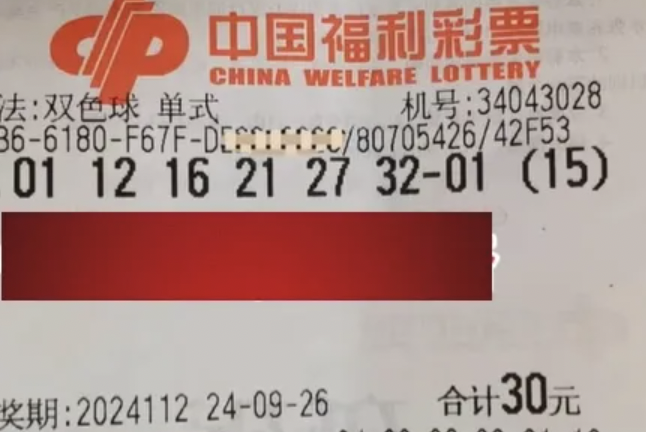 中国福利彩票
CHINA WELFARE LOTTERY
法:双色球 单式 机号:34043028
B6-6180-F67F-D /80705426/42F53
01 12 16 21 27 32-01 (15)
奖期:2024112 24-09-26 合计30元